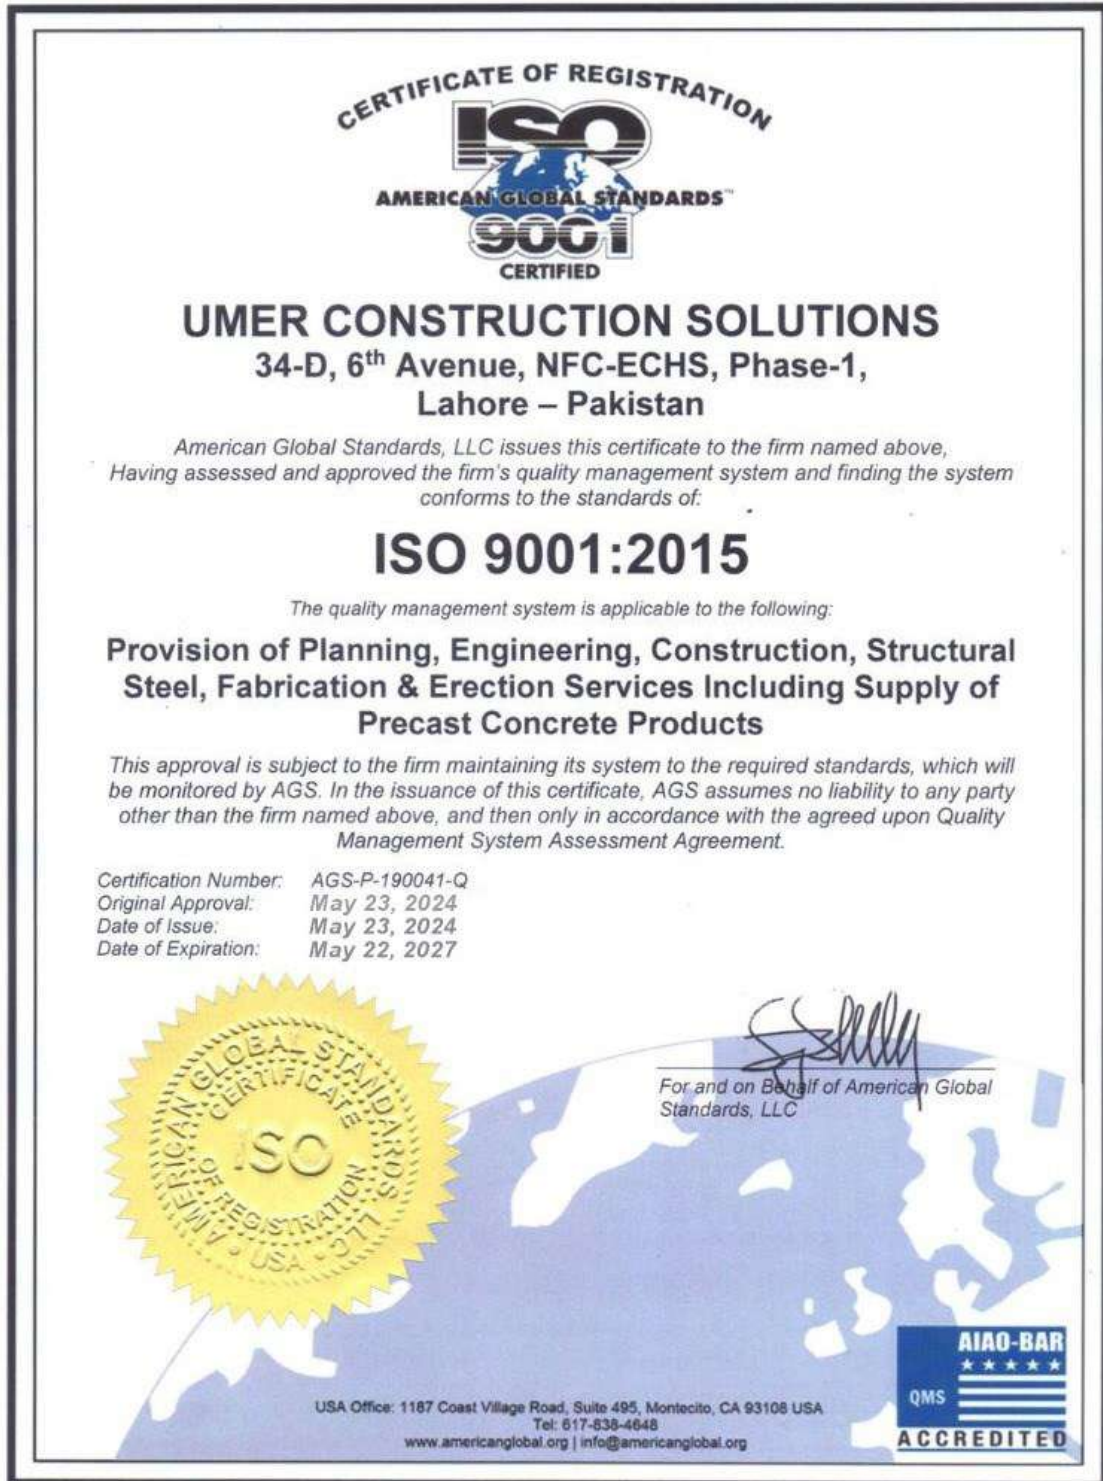 CERTIFICATE OF REGISTRATION
ISO
AMERICAN GLOBAL STANDARDS™
9001
CERTIFIED
UMER CONSTRUCTION SOLUTIONS
34-D, 6th Avenue, NFC-ECHS, Phase-1,
Lahore – Pakistan
American Global Standards, LLC issues this certificate to the firm named above,
Having assessed and approved the firm's quality management system and finding the system
conforms to the standards of:
ISO 9001:2015
The quality management system is applicable to the following:
Provision of Planning, Engineering, Construction, Structural
Steel, Fabrication & Erection Services Including Supply of
Precast Concrete Products
This approval is subject to the firm maintaining its system to the required standards, which will
be monitored by AGS. In the issuance of this certificate, AGS assumes no liability to any party
other than the firm named above, and then only in accordance with the agreed upon Quality
Management System Assessment Agreement.
Certification Number: AGS-P-190041-Q
Original Approval: May 23, 2024
Date of Issue: May 23, 2024
Date of Expiration: May 22, 2027
AMERICAN GLOBAL STANDARDS LLC
CERTIFICATE
ISO
OF REGISTRATION
USA
For and on Behalf of American Global
Standards, LLC
AIAO-BAR
QMS
ACCREDITED
USA Office: 1187 Coast Village Road, Suite 495, Montecito, CA 93108 USA
Tel: 617-838-4648
www.americanglobal.org | info@americanglobal.org